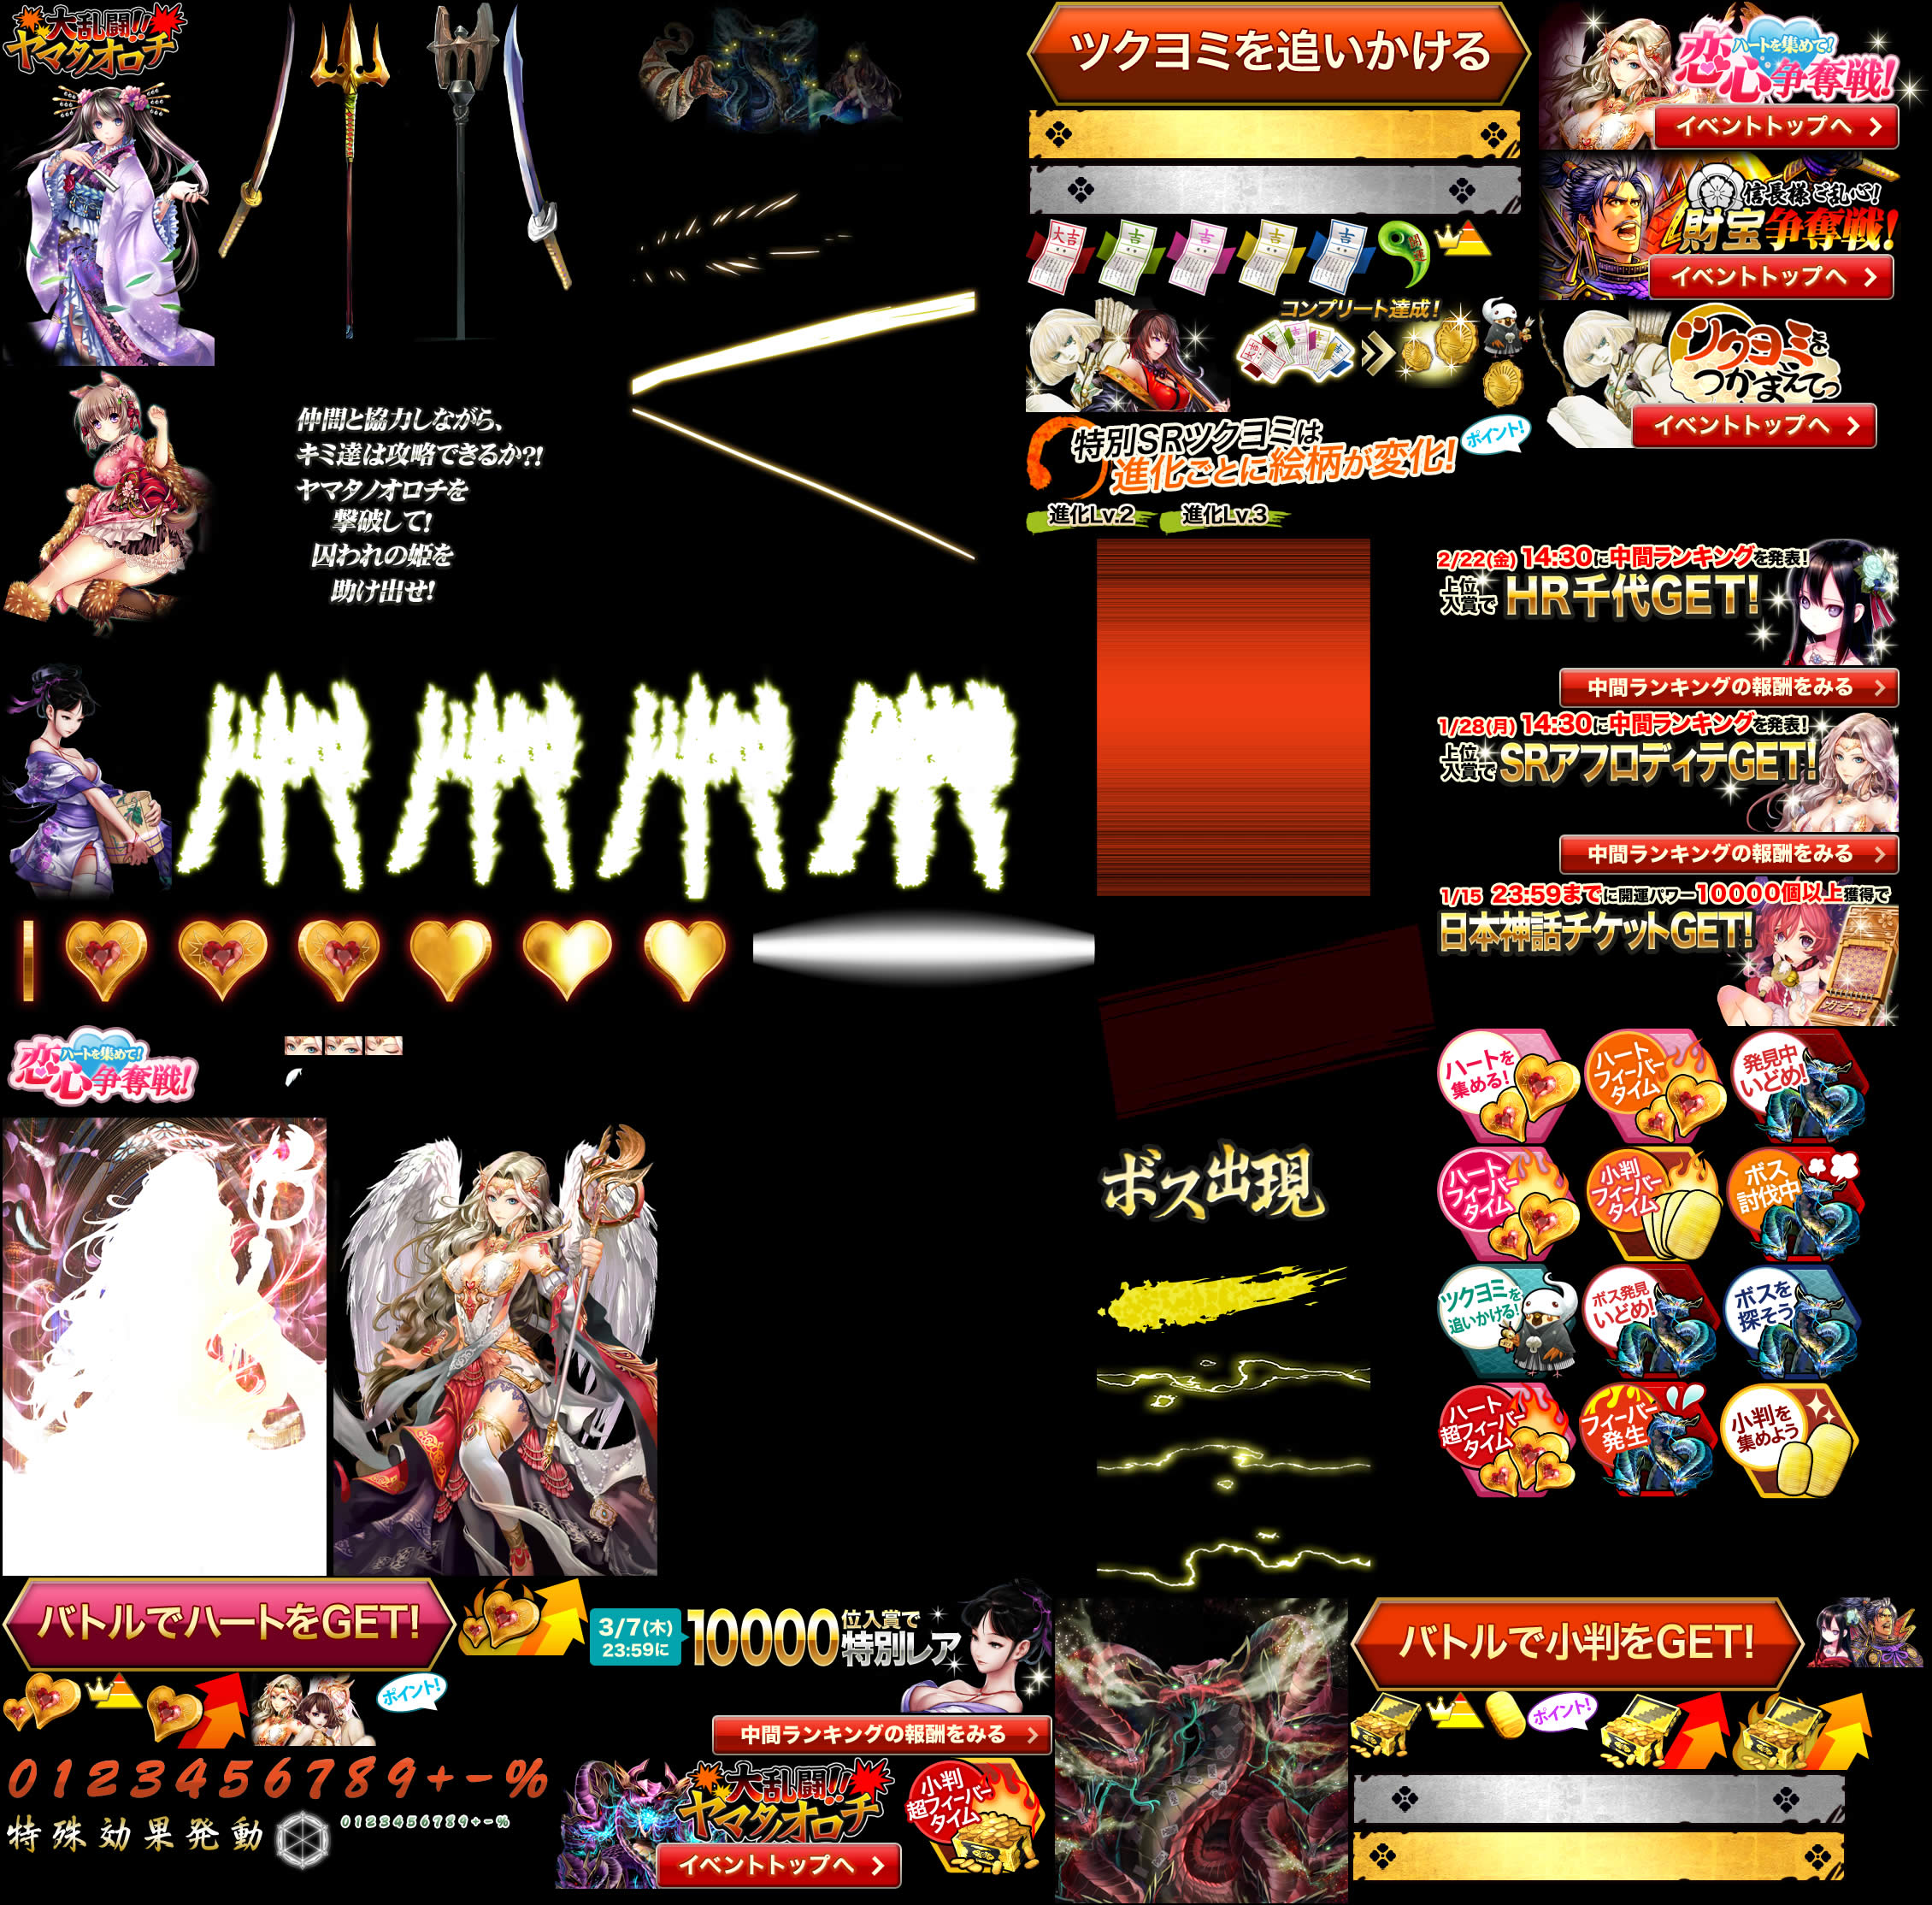 大乱闘!!
ヤマタノオロチ
仲間と協力しながら、
キミ達は攻略できるか?!
ヤマタノオロチを
撃破して!
囚われの姫を
助け出せ!
ハートを集めて!
恋心争奪戦!
バトルでハートをGET!
ポイント!
0123456789+-%
特殊効果発動
0123456789+-%
3/7(木)
23:59に
10000位入賞で
特別レア
中間ランキングの報酬をみる
大乱闘!!
ヤマタノオロチ
イベントトップへ
小判
超フィーバー
タイム
ツクヨミを追いかける
大吉
吉
吉
吉
吉
コンプリート達成!
特別SRツクヨミは
進化ごとに絵柄が変化!
ポイント!
進化Lv.2
進化Lv.3
ボス出現
ハートを集めて!
恋心争奪戦!
イベントトップへ
信長様ご乱心!
財宝争奪戦!
イベントトップへ
ツクヨミを
つかまえてっ
イベントトップへ
2/22(金) 14:30に中間ランキングを発表!
上位入賞で HR千代GET!
中間ランキングの報酬をみる
1/28(月) 14:30に中間ランキングを発表!
上位入賞で SRアフロディテGET!
中間ランキングの報酬をみる
1/15 23:59までに開運パワー10000個以上獲得で
日本神話チケットGET!
ハートを
集める!
ハート
フィーバー
タイム
発見中
いどめ!
ハート
フィーバー
タイム
小判
フィーバー
タイム
ボス
討伐中
ツクヨミを
追いかける!
ボス発見
いどめ!
ボスを
探そう
ハート
超フィーバー
タイム
フィーバー
発生
小判を
集めよう
バトルで小判をGET!
ポイント!